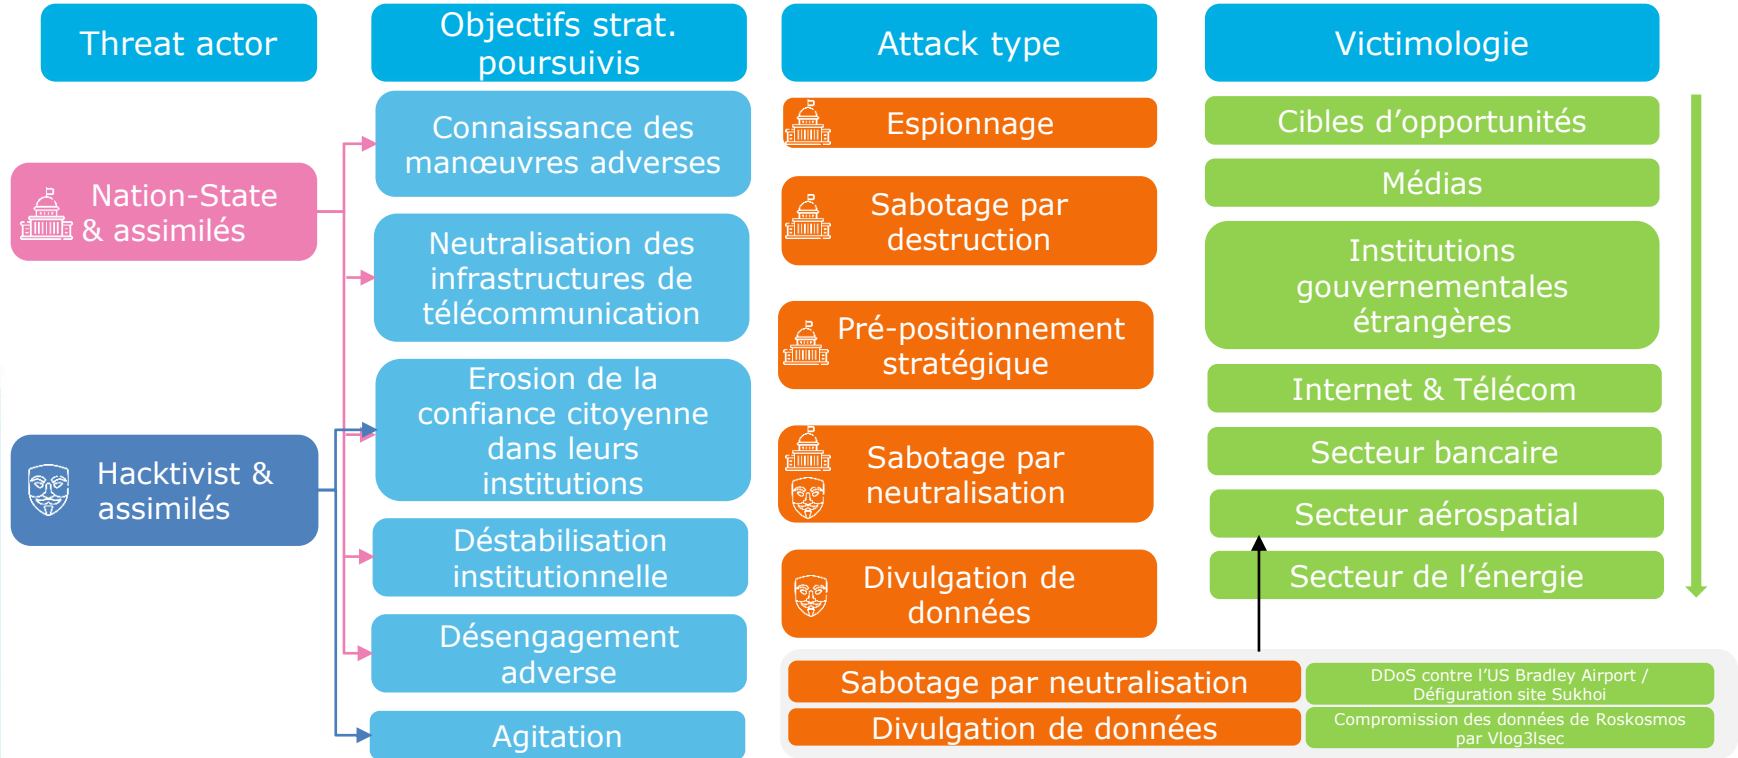 Threat actor
Objectifs strat.
poursuivis
Attack type
Victimologie
Nation-State
& assimilés
Hacktivist &
assimilés
Connaissance des
manœuvres adverses
Neutralisation des
infrastructures de
télécommunication
Erosion de la
confiance citoyenne
dans leurs
institutions
Déstabilisation
institutionnelle
Désengagement
adverse
Agitation
Espionnage
Sabotage par
destruction
Pré-positionnement
stratégique
Sabotage par
neutralisation
Divulgation de
données
Cibles d’opportunités
Médias
Institutions
gouvernementales
étrangères
Internet & Télécom
Secteur bancaire
Secteur aérospatial
Secteur de l’énergie
Sabotage par neutralisation
DDoS contre l’US Bradley Airport /
Défiguration site Sukhoi
Divulgation de données
Compromission des données de Roskosmos
par Vlog3lsec